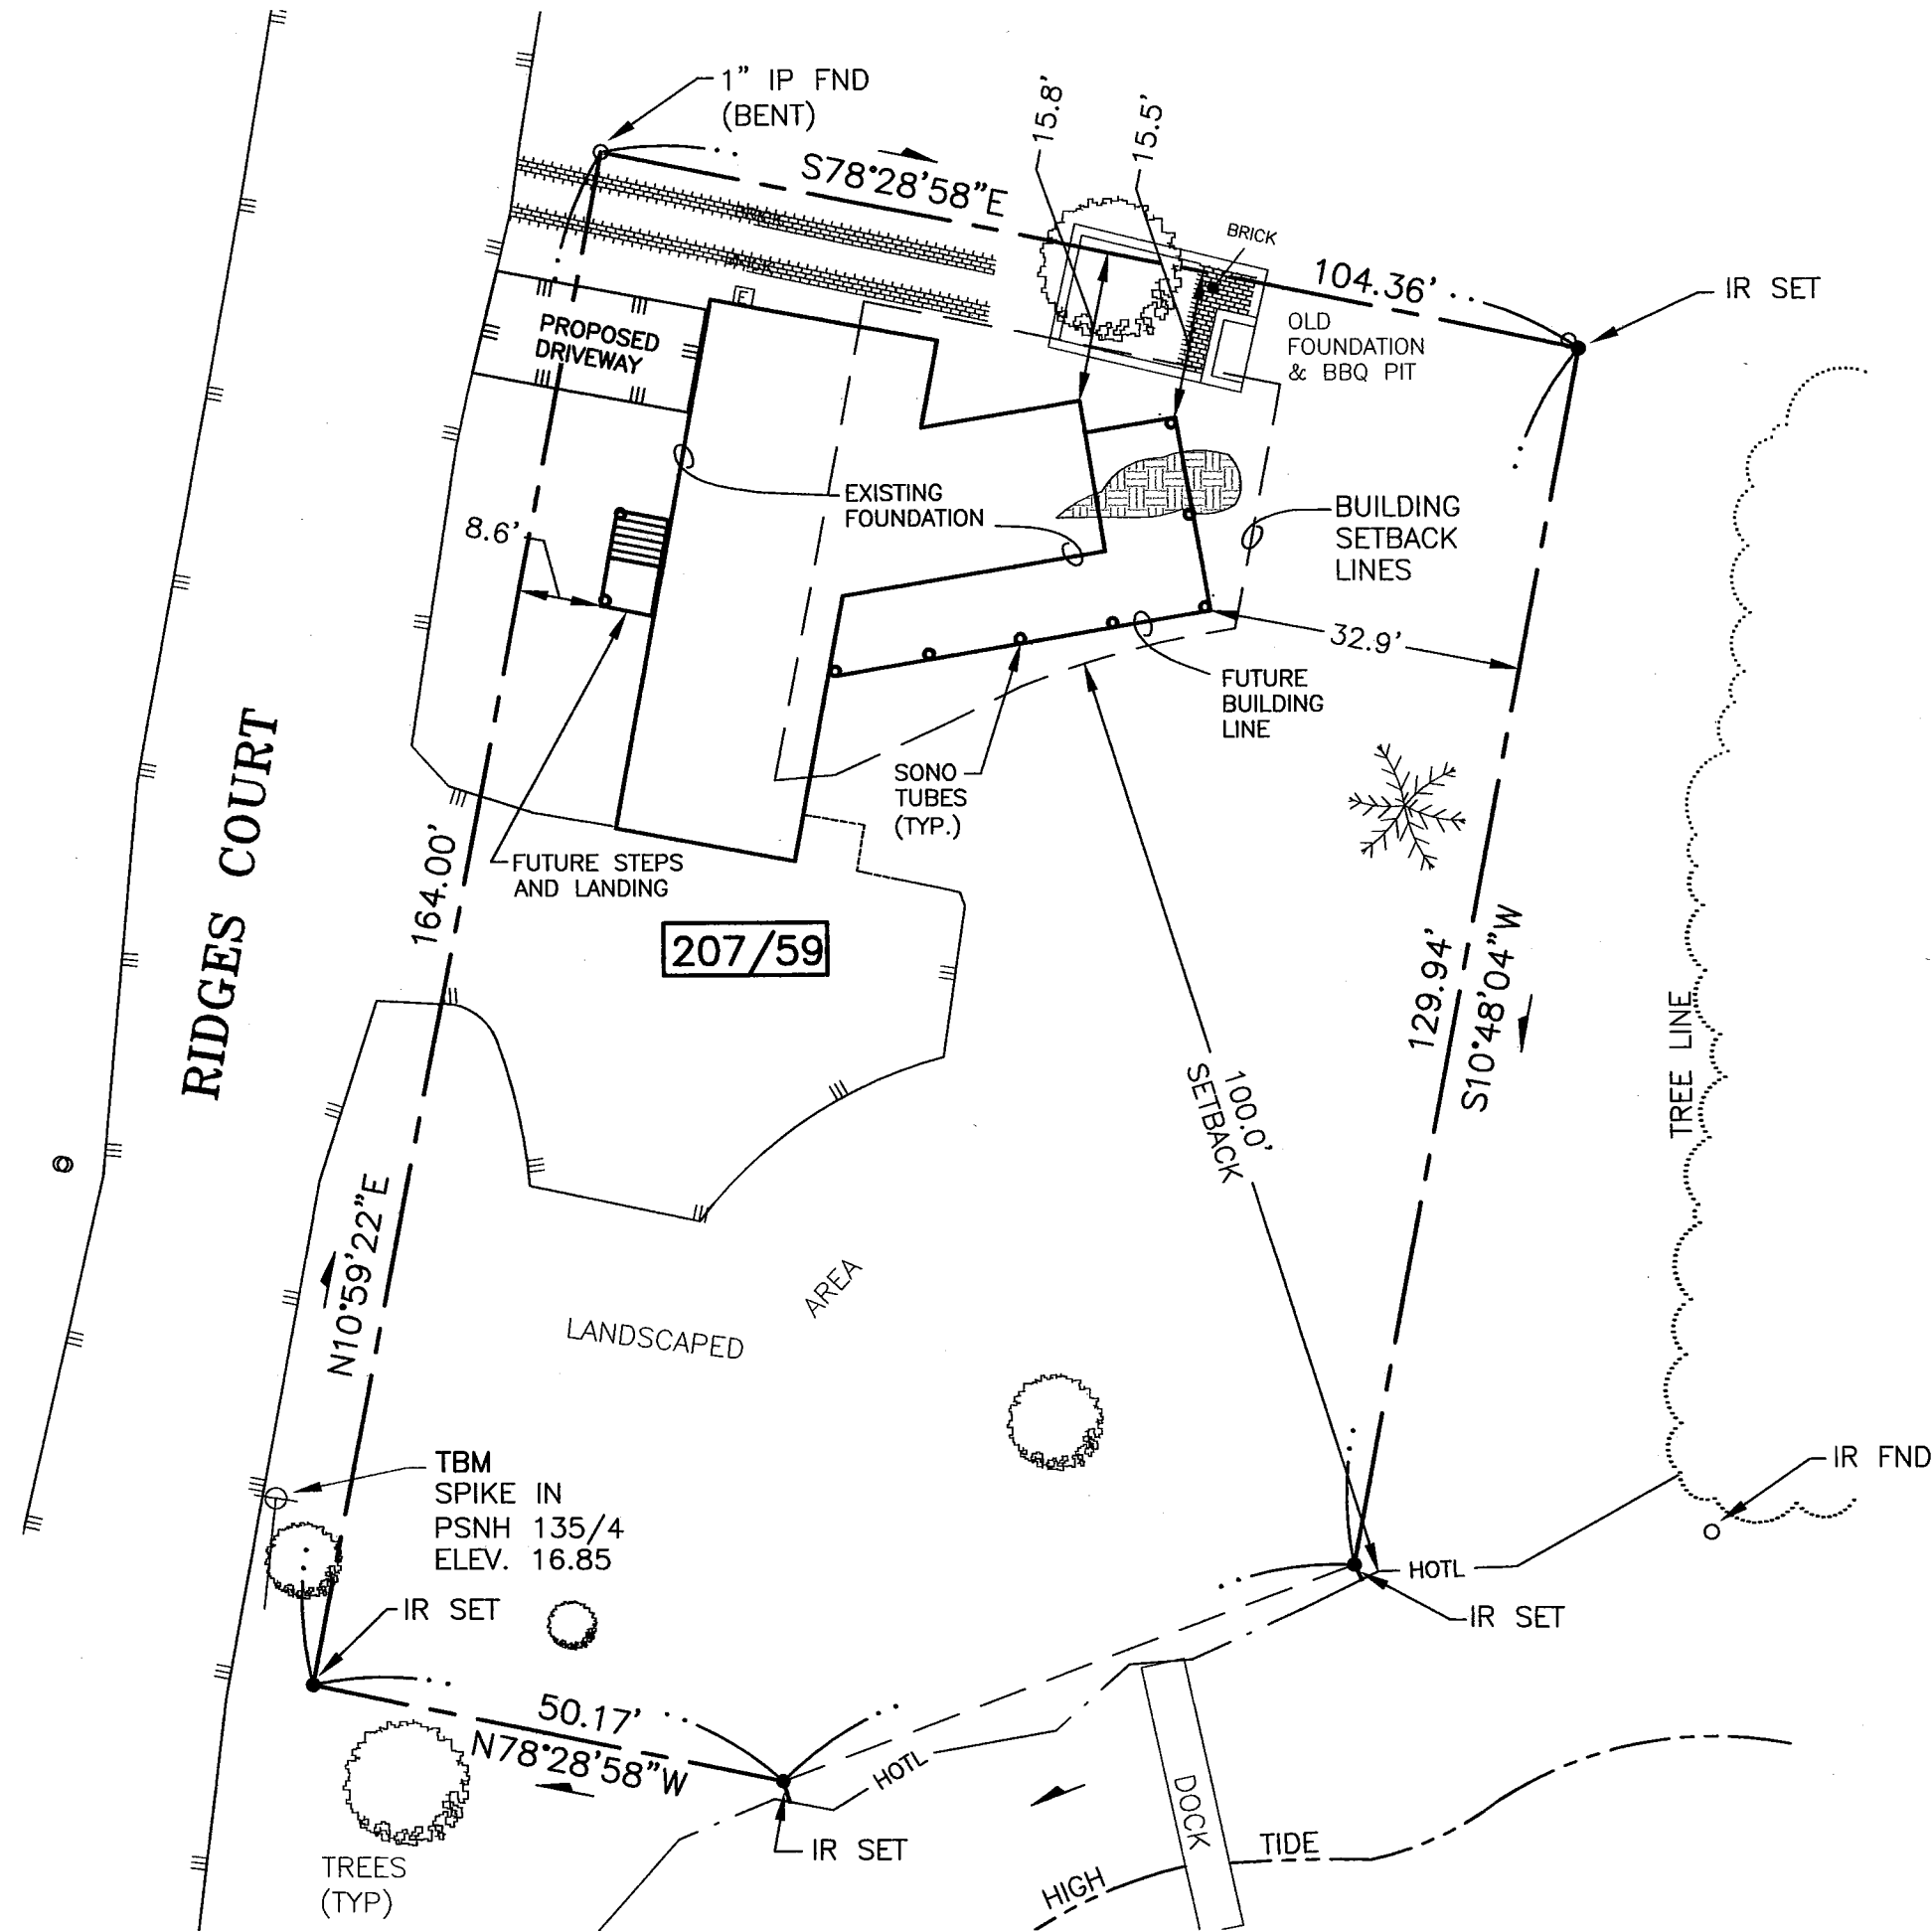 1" IP FND
(BENT)
15.8'
15.5'
S78°28'58"E
BRICK
104.36'
IR SET
OLD
FOUNDATION
& BBQ PIT
E
PROPOSED
DRIVEWAY
EXISTING
FOUNDATION
BUILDING
SETBACK
LINES
8.6'
32.9'
FUTURE
BUILDING
LINE
SONO
TUBES
(TYP.)
RIDGES COURT
164.00'
FUTURE STEPS
AND LANDING
207/59
129.94'
S10°48'04"W
TREE LINE
100.0'
SETBACK
N10°59'22"E
LANDSCAPED AREA
TBM
SPIKE IN
PSNH 135/4
ELEV. 16.85
IR FND
HOTL
IR SET
IR SET
50.17'
N78°28'58"W
HOTL
IR SET
DOCK
TREES
(TYP)
HIGH TIDE